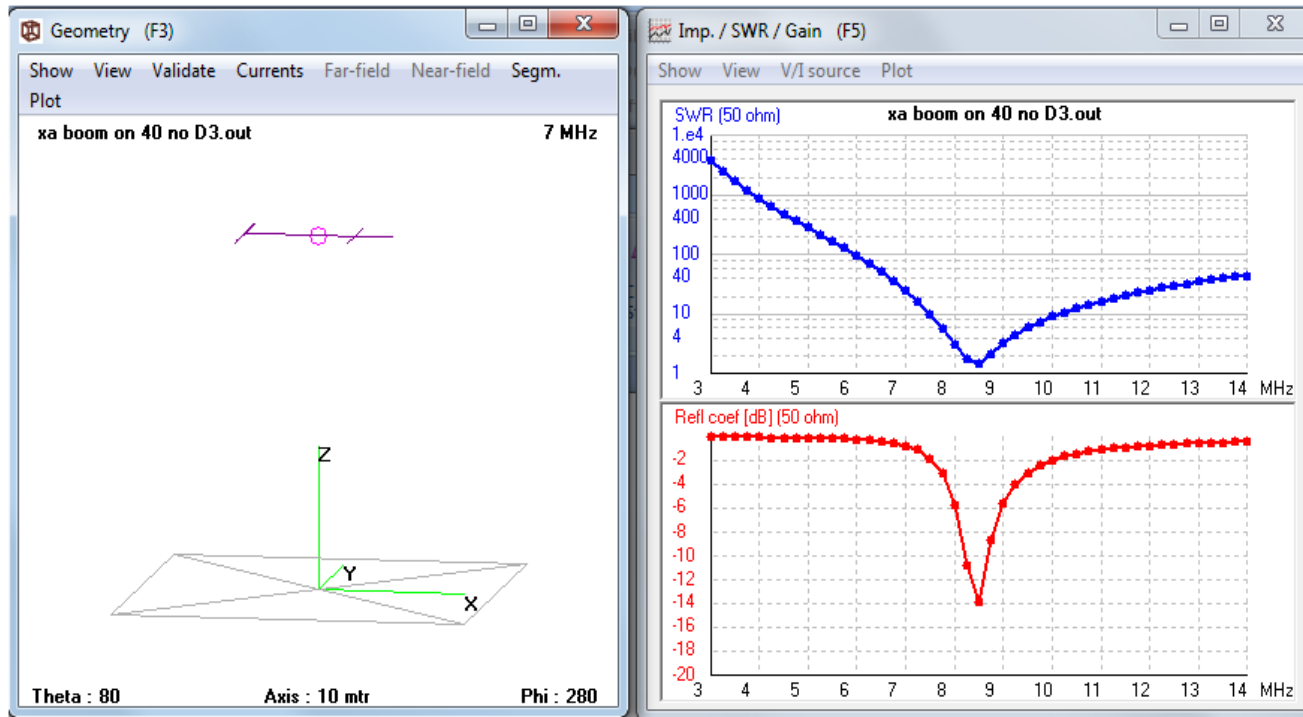 Geometry (F3)
Show View Validate Currents Far-field Near-field Segm.
Plot
xa boom on 40 no D3.out 7 MHz
Z
Y
X
Theta : 80 Axis : 10 mtr Phi : 280
Imp. / SWR / Gain (F5)
Show View V/I source Plot
SWR (50 ohm) xa boom on 40 no D3.out
1.e4
4000
1000
400
100
40
10
4
1
3 4 5 6 7 8 9 10 11 12 13 14 MHz
Refl coef [dB] (50 ohm)
-2
-4
-6
-8
-10
-12
-14
-16
-18
-20
3 4 5 6 7 8 9 10 11 12 13 14 MHz